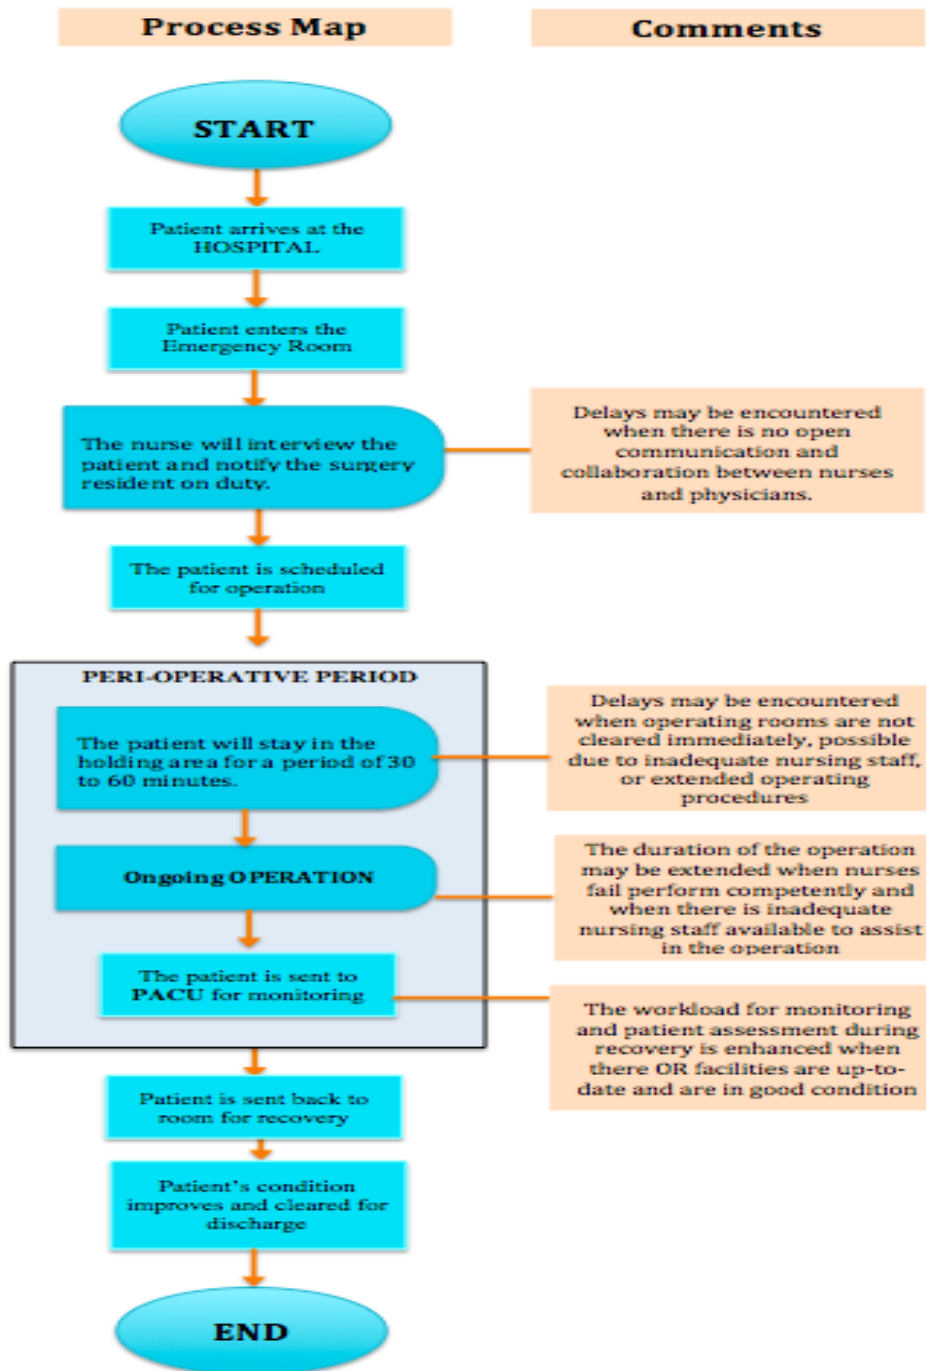 Process Map
Comments
START
Patient arrives at the
HOSPITAL
Patient enters the
Emergency Room
The nurse will interview the
patient and notify the surgery
resident on duty.
Delays may be encountered
when there is no open
communication and
collaboration between nurses
and physicians.
The patient is scheduled
for operation
PERI-OPERATIVE PERIOD
The patient will stay in the
holding area for a period of 30
to 60 minutes.
Delays may be encountered
when operating rooms are not
cleared immediately, possible
due to inadequate nursing staff,
or extended operating
procedures
Ongoing OPERATION
The duration of the operation
may be extended when nurses
fail perform competently and
when there is inadequate
nursing staff available to assist
in the operation
The patient is sent to
PACU for monitoring
The workload for monitoring
and patient assessment during
recovery is enhanced when
there OR facilities are up-to-
date and are in good condition
Patient is sent back to
room for recovery
Patient's condition
improves and cleared for
discharge
END